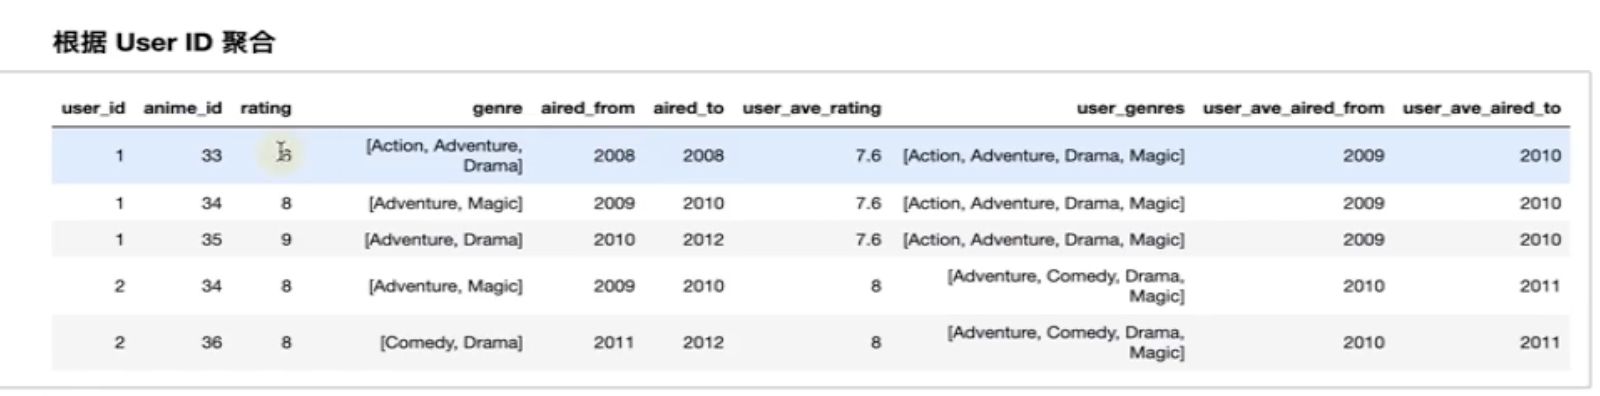 根据 User ID 聚合
user_id anime_id rating genre aired_from aired_to user_ave_rating user_genres user_ave_aired_from user_ave_aired_to
1 33 [Action, Adventure, Drama] 2008 2008 7.6 [Action, Adventure, Drama, Magic] 2009 2010
1 34 8 [Adventure, Magic] 2009 2010 7.6 [Action, Adventure, Drama, Magic] 2009 2010
1 35 9 [Adventure, Drama] 2010 2012 7.6 [Action, Adventure, Drama, Magic] 2009 2010
2 34 8 [Adventure, Magic] 2009 2010 8 [Adventure, Comedy, Drama, Magic] 2010 2011
2 36 8 [Comedy, Drama] 2011 2012 8 [Adventure, Comedy, Drama, Magic] 2010 2011